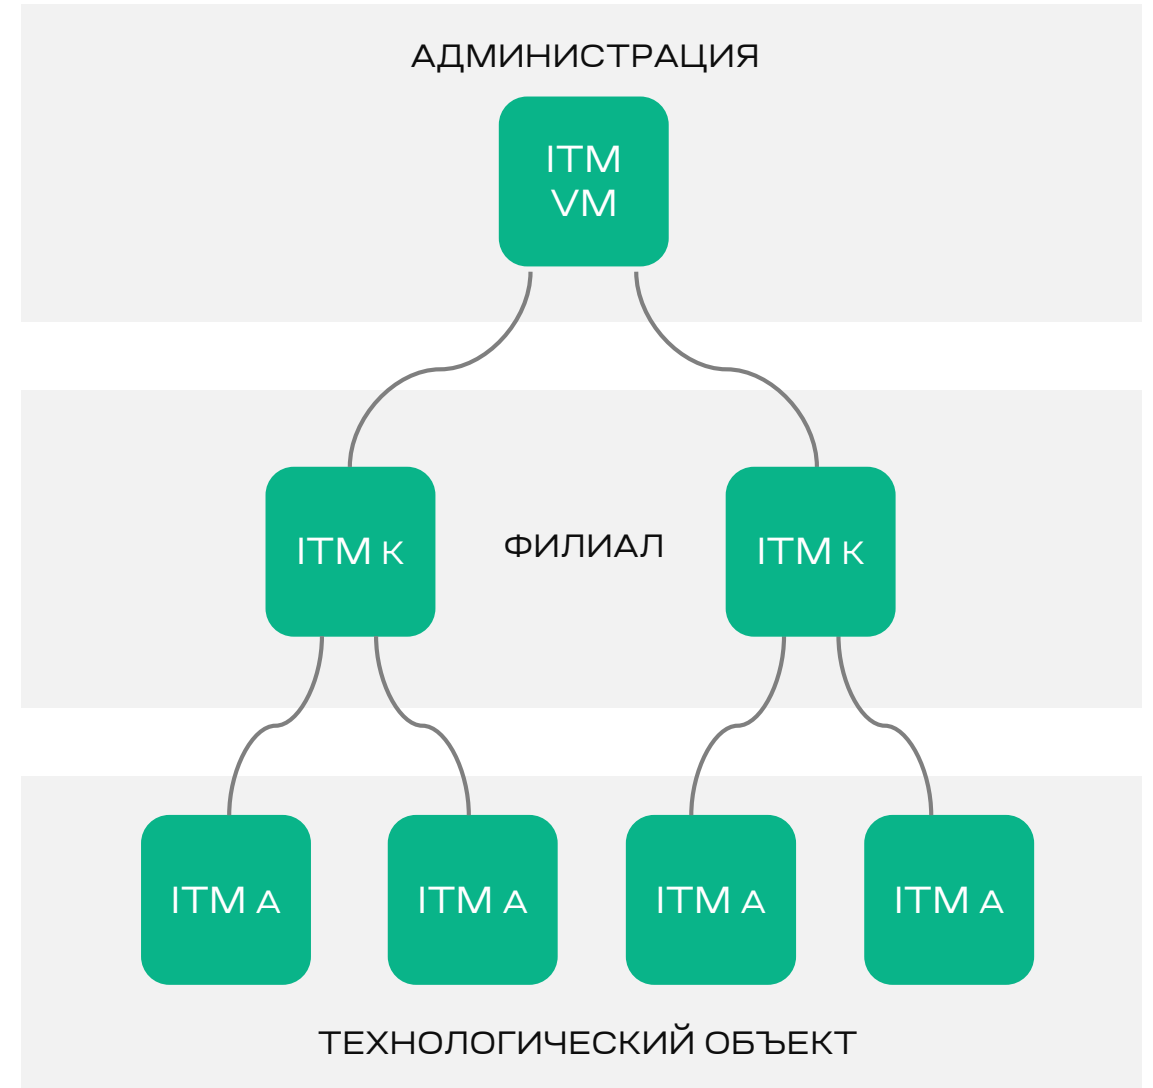 АДМИНИСТРАЦИЯ
ITM
VM
ITM К
ФИЛИАЛ
ITM К
ITM А
ITM А
ITM А
ITM А
ТЕХНОЛОГИЧЕСКИЙ ОБЪЕКТ